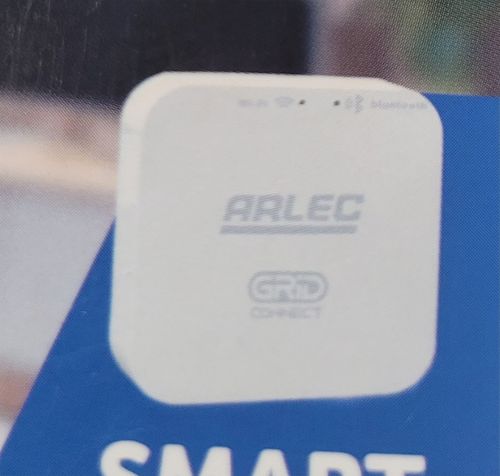 Wi-Fi bluetooth
ARLEC
GRID
CONNECT
SMART